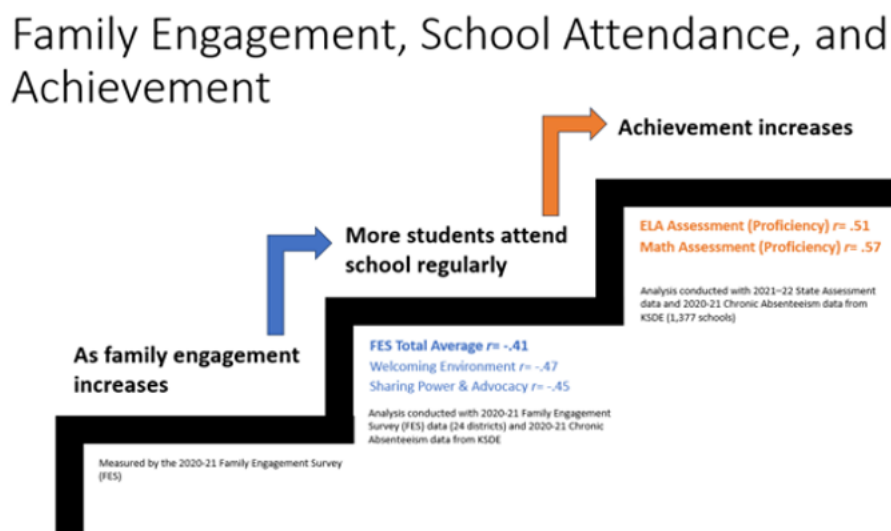 Family Engagement, School Attendance, and
Achievement
Achievement increases
ELA Assessment (Proficiency) r= .51
Math Assessment (Proficiency) r= .57
Analysis conducted with 2021–22 State Assessment
data and 2020-21 Chronic Absenteeism data from
KSDE (1,377 schools)
More students attend
school regularly
FES Total Average r= -.41
Welcoming Environment r= -.47
Sharing Power & Advocacy r= -.45
Analysis conducted with 2020-21 Family Engagement
Survey (FES) data (24 districts) and 2020-21 Chronic
Absenteeism data from KSDE
As family engagement
increases
Measured by the 2020-21 Family Engagement Survey
(FES)